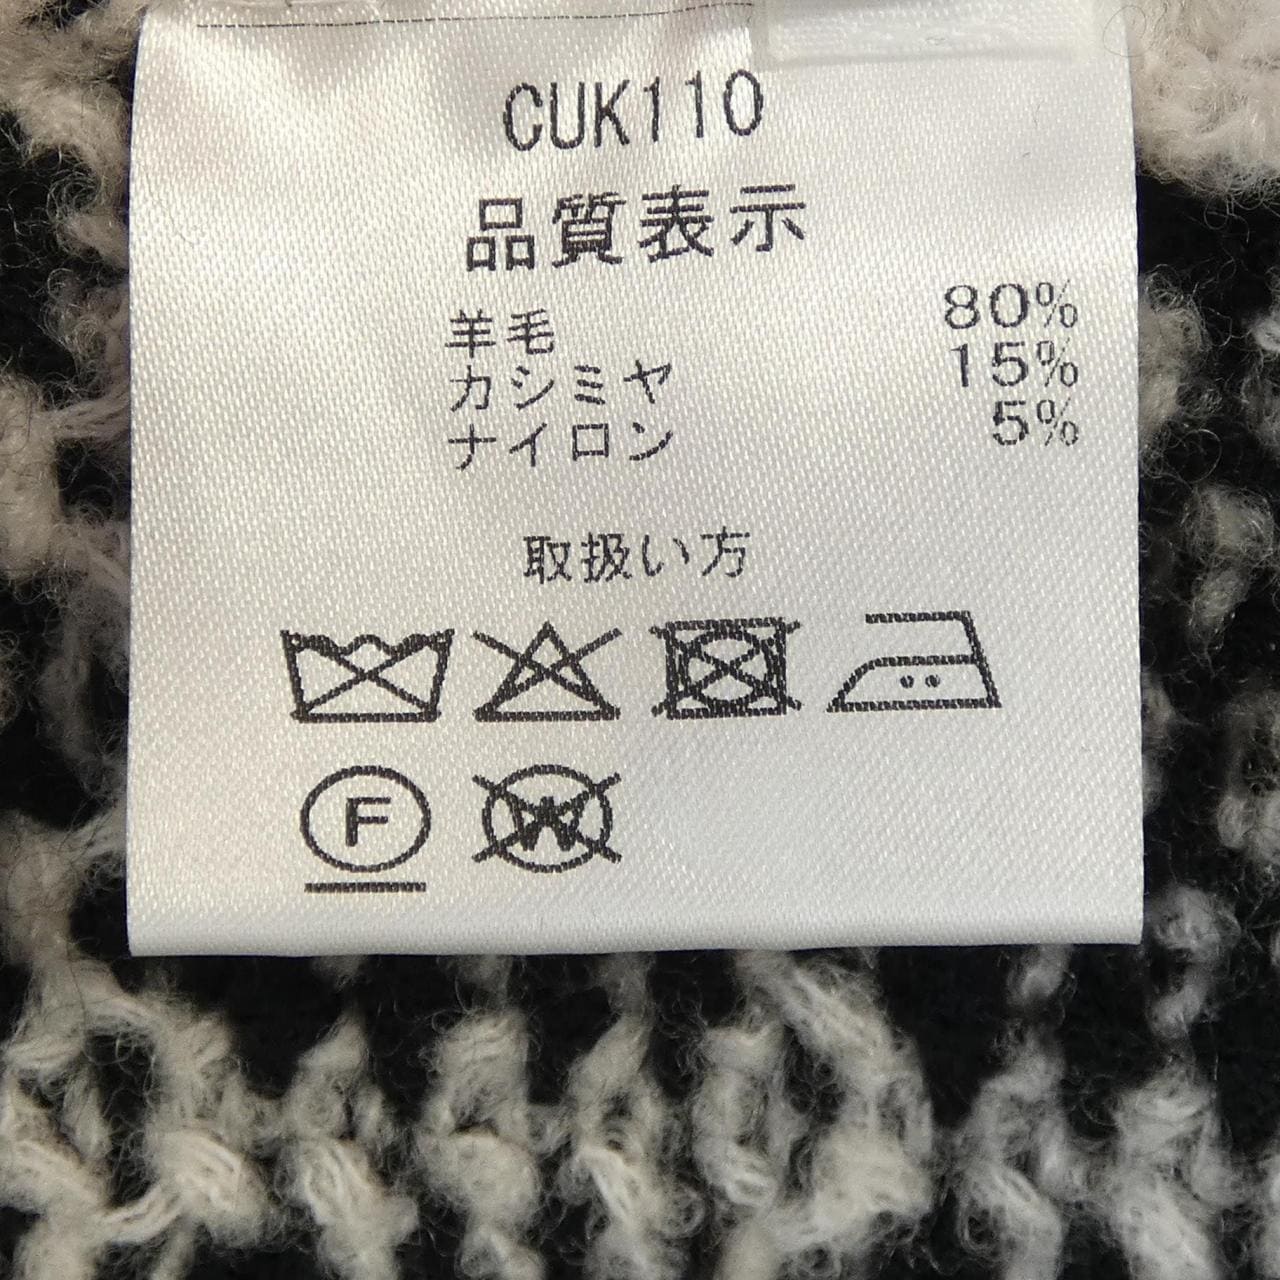 CUK110
品質表示
羊毛 80%
カシミヤ 15%
ナイロン 5%
取扱い方
F W